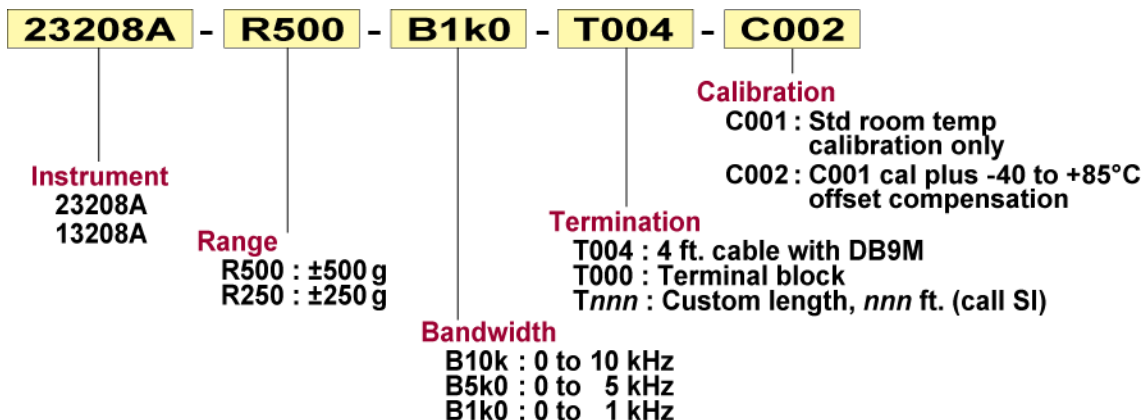 23208A - R500 - B1k0 - T004 - C002
Calibration
C001 : Std room temp
calibration only
C002 : C001 cal plus -40 to +85°C
offset compensation
Instrument
23208A
13208A
Termination
T004 : 4 ft. cable with DB9M
T000 : Terminal block
Tnnn : Custom length, nnn ft. (call SI)
Range
R500 : ±500 g
R250 : ±250 g
Bandwidth
B10k : 0 to 10 kHz
B5k0 : 0 to 5 kHz
B1k0 : 0 to 1 kHz